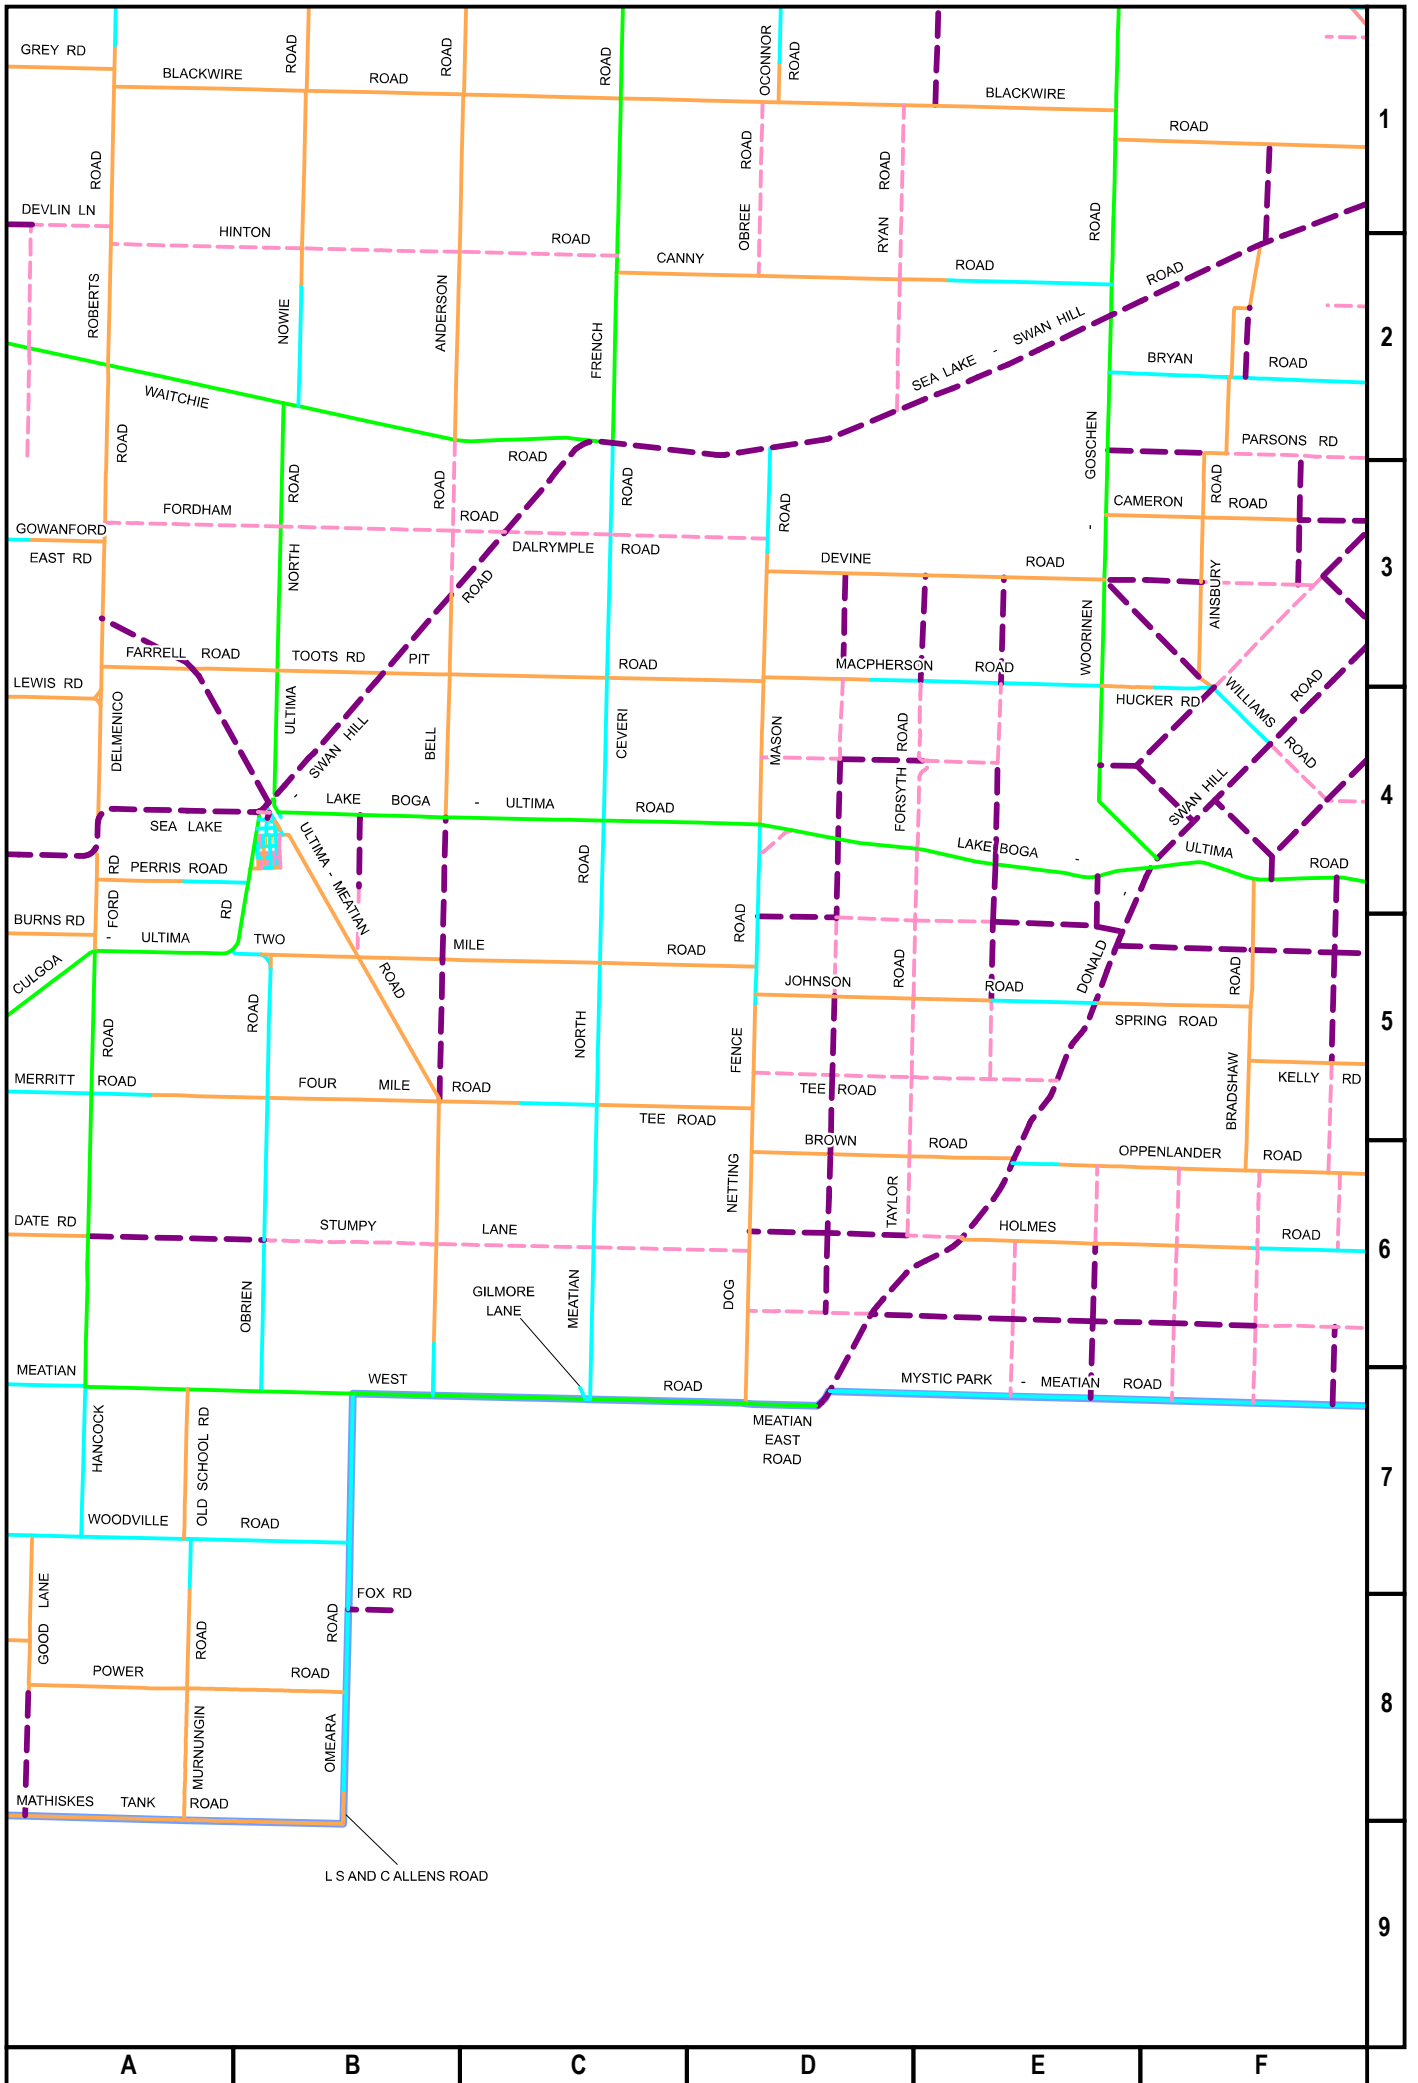 GREY RD
BLACKWIRE ROAD
ROAD
ROAD
ROAD
OCONNOR ROAD
BLACKWIRE
ROAD
1
ROAD
DEVLIN LN
HINTON ROAD
OBREE ROAD
RYAN ROAD
ROAD
CANNY ROAD
ROBERTS
NOWIE
ANDERSON
FRENCH
SEA LAKE - SWAN HILL ROAD
BRYAN ROAD
2
WAITCHIE ROAD
ROAD
ROAD
ROAD
ROAD
ROAD
GOSCHEN
-
WOORINEN
PARSONS RD
ROAD
CAMERON ROAD
GOWANFORD
EAST RD
FORDHAM ROAD
DALRYMPLE ROAD
DEVINE ROAD
NORTH
ROAD
AINSBURY
3
FARRELL ROAD
TOOTS RD
PIT ROAD
MACPHERSON ROAD
LEWIS RD
HUCKER RD
WILLIAMS ROAD
ROAD
DELMENICO
ULTIMA
SWAN HILL
-
BELL
CEVERI
MASON
FORSYTH ROAD
SWAN HILL
4
SEA LAKE
LAKE BOGA - ULTIMA ROAD
LAKE BOGA - ULTIMA ROAD
ULTIMA - MEATIAN ROAD
PERRIS ROAD
FORD RD
RD
ROAD
ROAD
BURNS RD
CULGOA - ULTIMA
TWO MILE ROAD
-
DONALD
ROAD
ROAD
JOHNSON ROAD
SPRING ROAD
ROAD
ROAD
NORTH
FENCE
BRADSHAW
5
MERRITT ROAD
FOUR MILE ROAD
TEE ROAD
TEE ROAD
KELLY RD
BROWN ROAD
OPPENLANDER ROAD
NETTING
TAYLOR
DATE RD
STUMPY LANE
HOLMES ROAD
6
OBRIEN
GILMORE
LANE
MEATIAN
DOG
MEATIAN WEST ROAD
MYSTIC PARK - MEATIAN ROAD
MEATIAN
EAST
ROAD
HANCOCK
OLD SCHOOL RD
7
WOODVILLE ROAD
GOOD LANE
ROAD
ROAD
FOX RD
POWER ROAD
8
MURNUNGIN
OMEARA
MATHISKES TANK ROAD
L S AND C ALLENS ROAD
9
A B C D E F